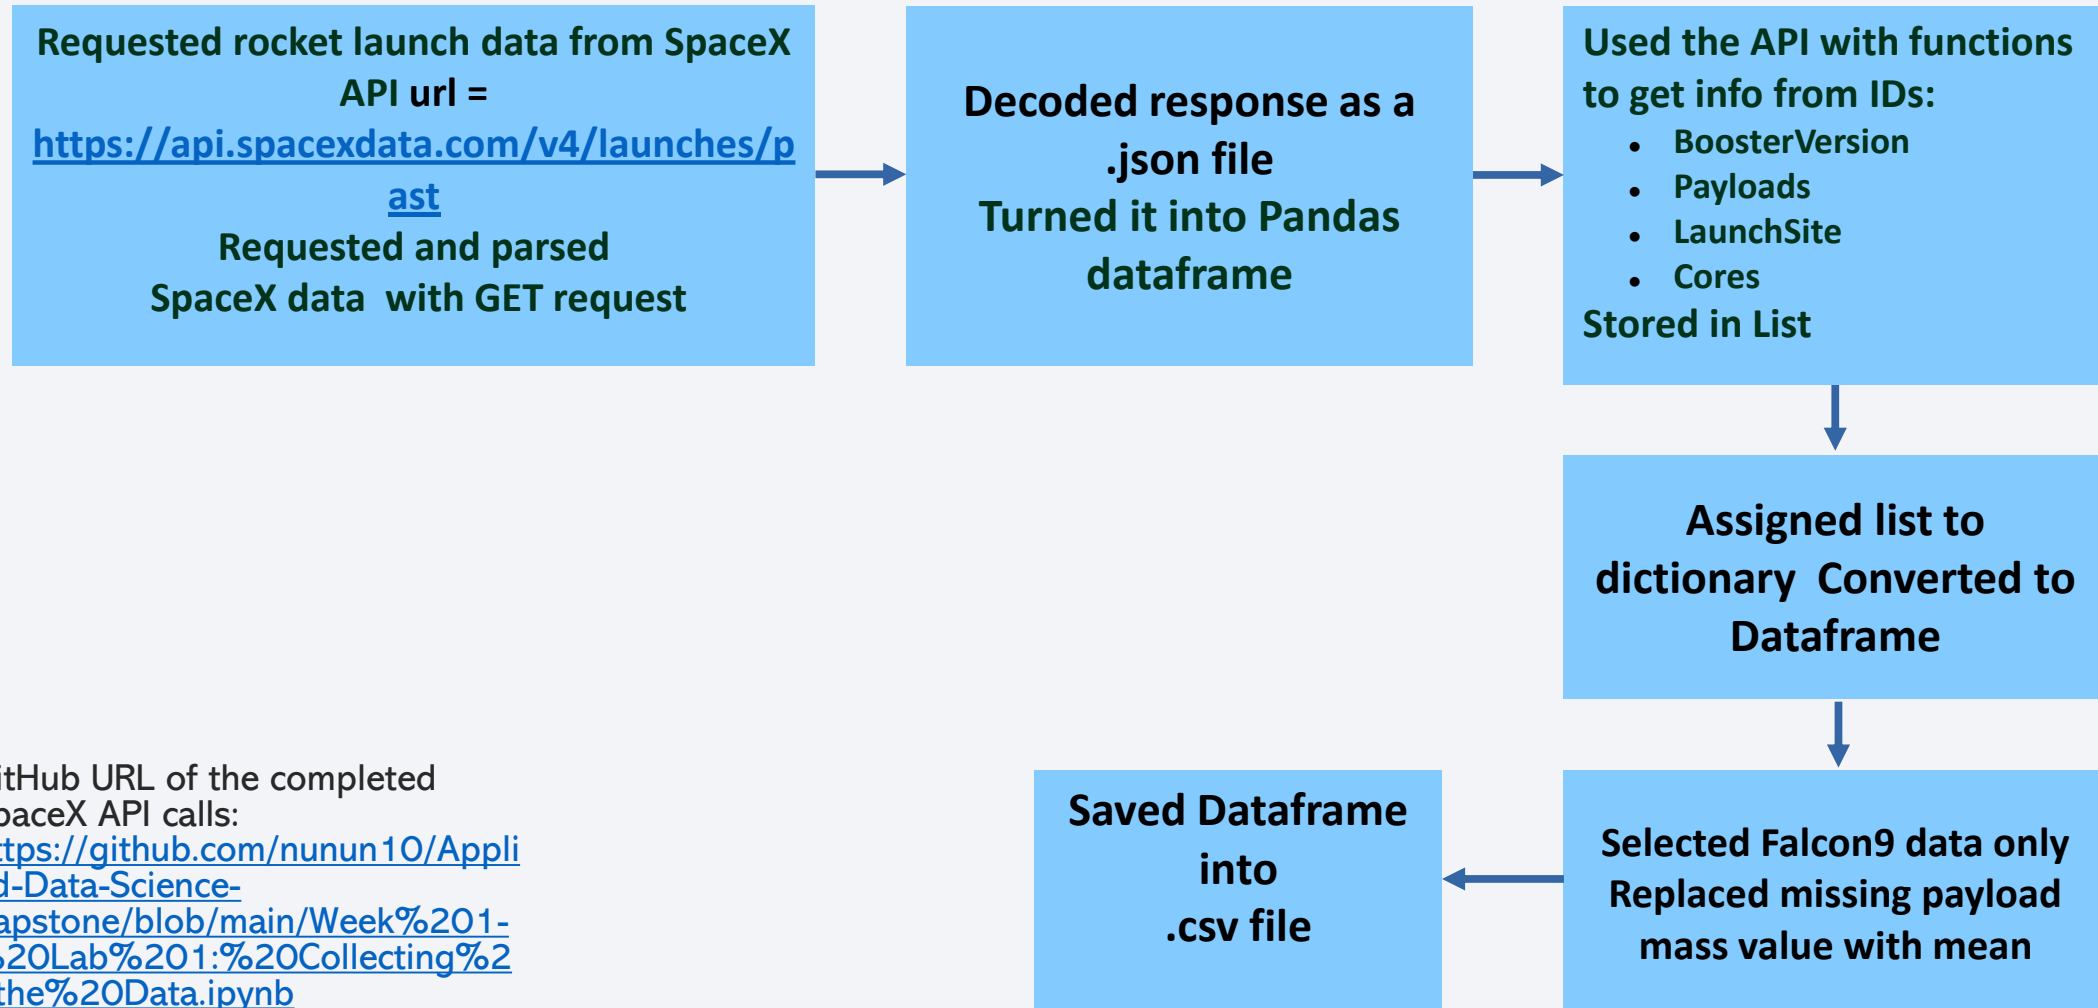 Requested rocket launch data from SpaceX
API url =
https://api.spacexdata.com/v4/launches/p
ast
Requested and parsed
SpaceX data  with GET request
Decoded response as a
.json file
Turned it into Pandas
dataframe
Used the API with functions
to get info from IDs:
• BoosterVersion
• Payloads
• LaunchSite
• Cores
Stored in List
Assigned list to
dictionary  Converted to
Dataframe
Selected Falcon9 data only
Replaced missing payload
mass value with mean
Saved Dataframe
into
.csv file
itHub URL of the completed
paceX API calls:
ttps://github.com/nunun10/Appli
d-Data-Science-
apstone/blob/main/Week%201-
%20Lab%201:%20Collecting%2
the%20Data.ipynb